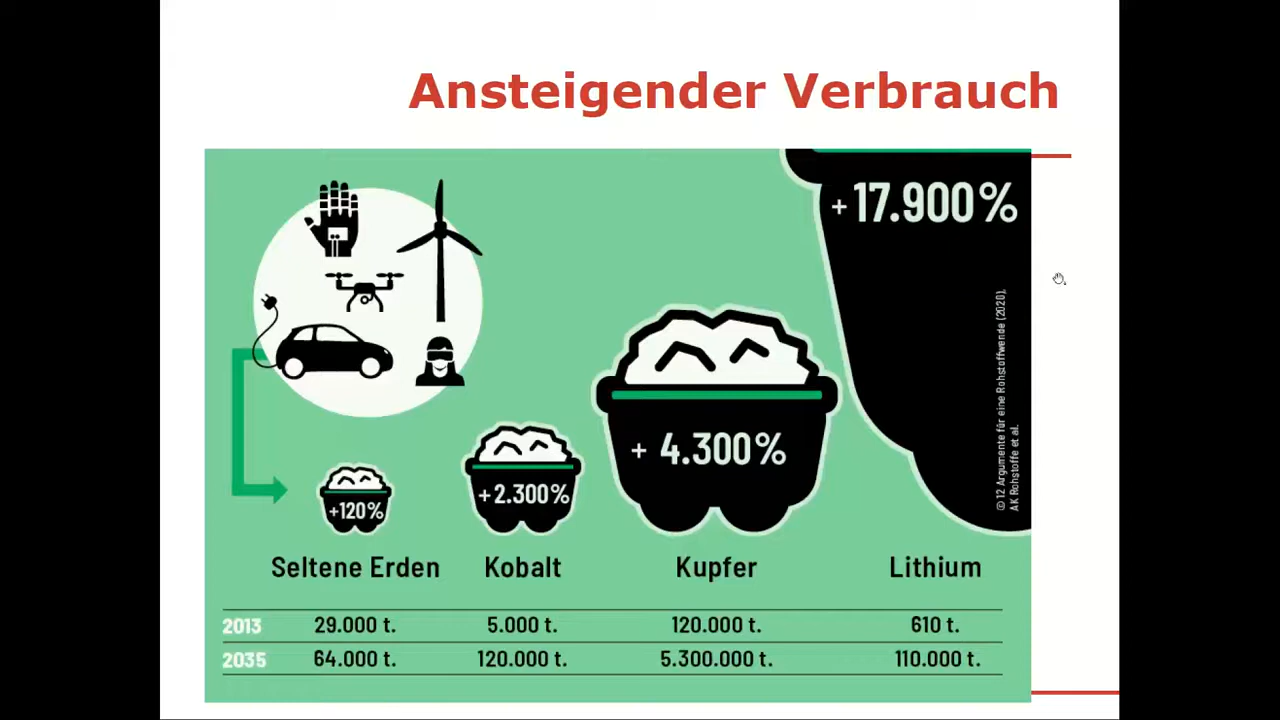 Ansteigender Verbrauch
+17.900%
+ 4.300%
+2.300%
+120%
Seltene Erden Kobalt Kupfer Lithium
2013 29.000 t. 5.000 t. 120.000 t. 610 t.
2035 64.000 t. 120.000 t. 5.300.000 t. 110.000 t.
© 12 Argumente für eine Rohstoffwende (2020),
AK Rohstoffe et al.